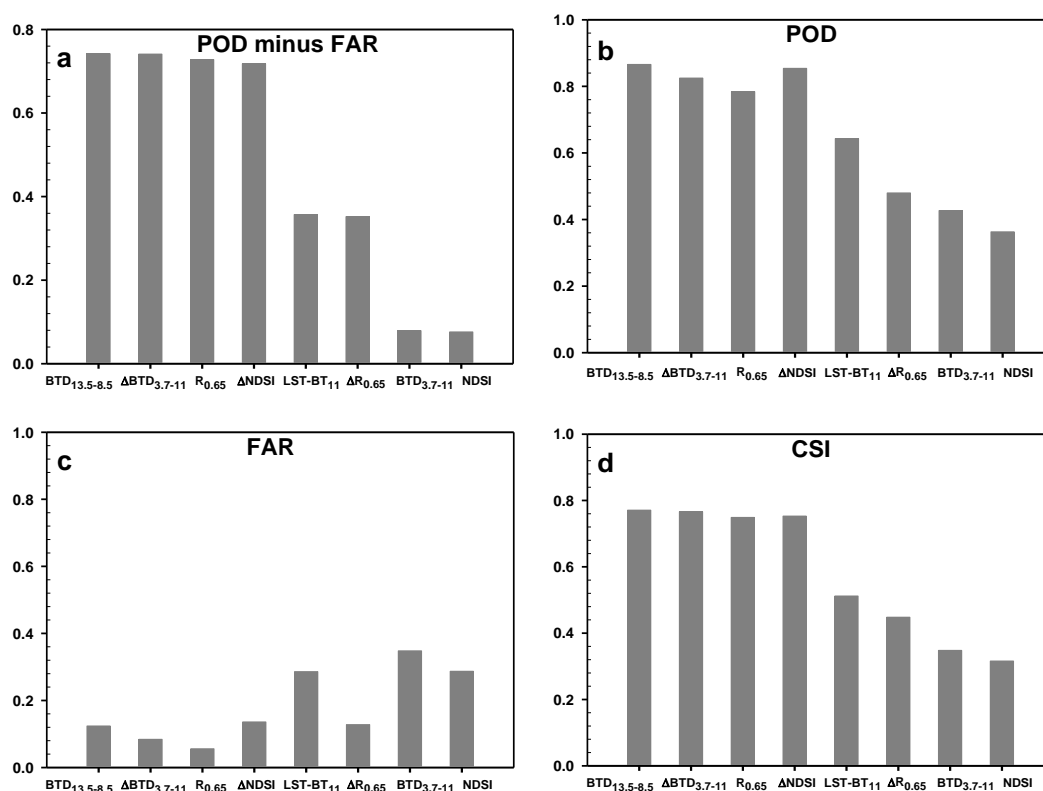 a
POD minus FAR
0.8
0.6
0.4
0.2
0.0
BTD13.5-8.5 ΔBTD3.7-11 R0.65 ΔNDSI LST-BT11 ΔR0.65 BTD3.7-11 NDSI
b
POD
1.0
0.8
0.6
0.4
0.2
0.0
BTD13.5-8.5 ΔBTD3.7-11 R0.65 ΔNDSI LST-BT11 ΔR0.65 BTD3.7-11 NDSI
c
FAR
1.0
0.8
0.6
0.4
0.2
0.0
BTD13.5-8.5 ΔBTD3.7-11 R0.65 ΔNDSI LST-BT11 ΔR0.65 BTD3.7-11 NDSI
d
CSI
1.0
0.8
0.6
0.4
0.2
0.0
BTD13.5-8.5 ΔBTD3.7-11 R0.65 ΔNDSI LST-BT11 ΔR0.65 BTD3.7-11 NDSI